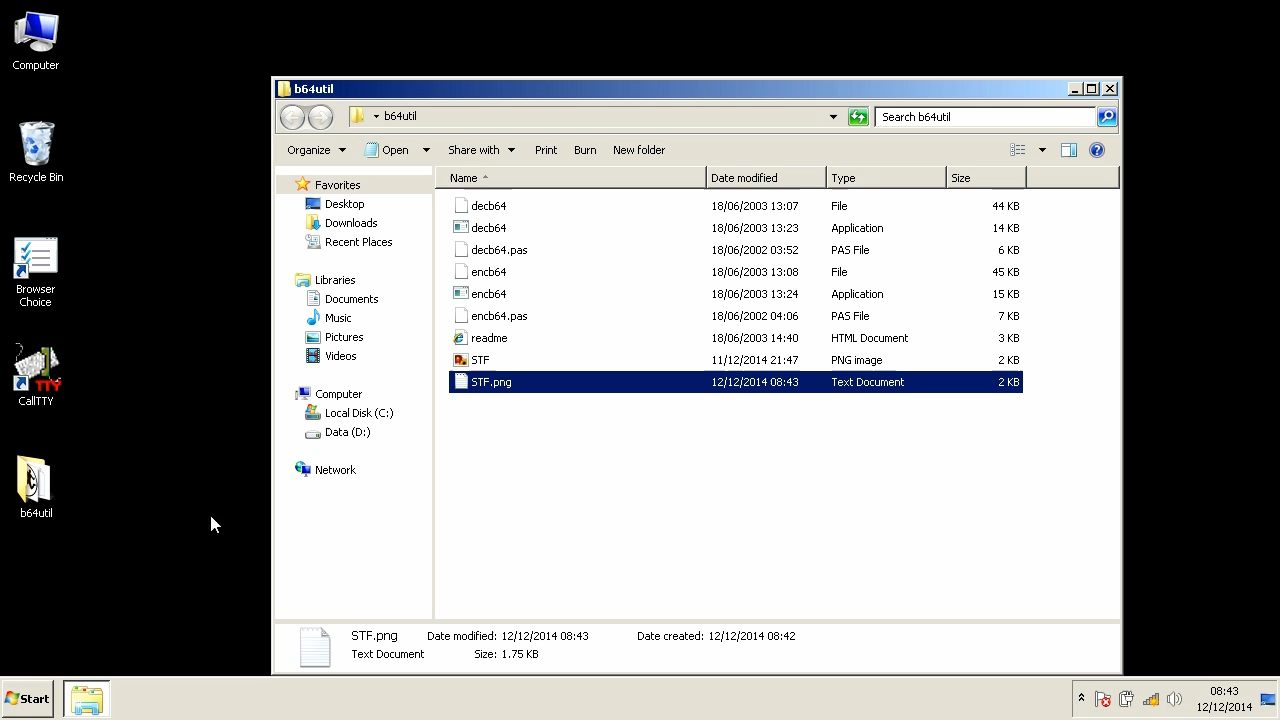 Computer
Recycle Bin
Browser
Choice
TTY
CallTTY
b64util
b64util
b64util
Search b64util
Organize
Open
Share with
Print
Burn
New folder
Favorites
Desktop
Downloads
Recent Places
Libraries
Documents
Music
Pictures
Videos
Computer
Local Disk (C:)
Data (D:)
Network
Name Date modified Type Size
decb64 18/06/2003 13:07 File 44 KB
decb64 18/06/2003 13:23 Application 14 KB
decb64.pas 18/06/2002 03:52 PAS File 6 KB
encb64 18/06/2003 13:08 File 45 KB
encb64 18/06/2003 13:24 Application 15 KB
encb64.pas 18/06/2002 04:06 PAS File 7 KB
readme 18/06/2003 14:40 HTML Document 3 KB
STF 11/12/2014 21:47 PNG image 2 KB
STF.png 12/12/2014 08:43 Text Document 2 KB
STF.png Date modified: 12/12/2014 08:43 Date created: 12/12/2014 08:42
Text Document Size: 1.75 KB
Start
08:43
12/12/2014